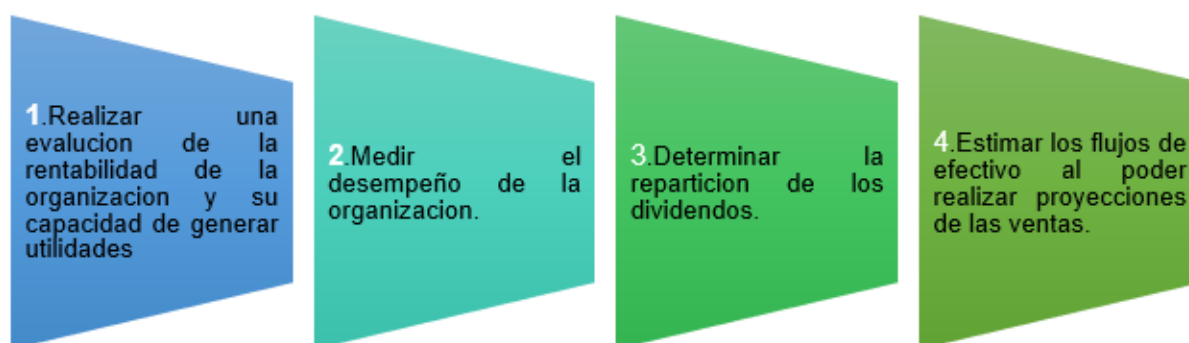 1.Realizar una
evalucion de la
rentabilidad de la
organizacion y su
capacidad de generar
utilidades
2.Medir el
desempeño de la
organizacion.
3.Determinar la
reparticion de los
dividendos.
4.Estimar los flujos de
efectivo al poder
realizar proyecciones
de las ventas.